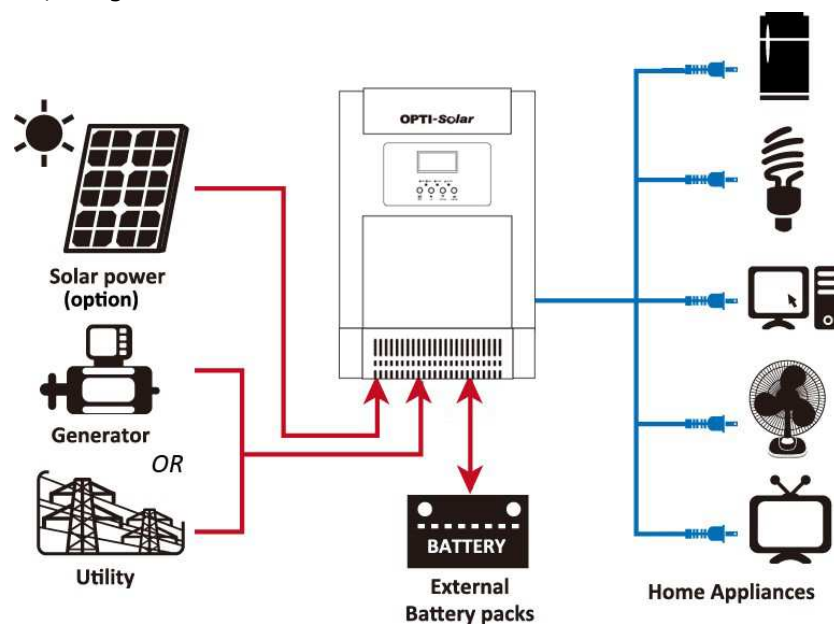 OPTI-Solar
Solar power
(option)
Generator
OR
Utility
BATTERY
External
Battery packs
Home Appliances